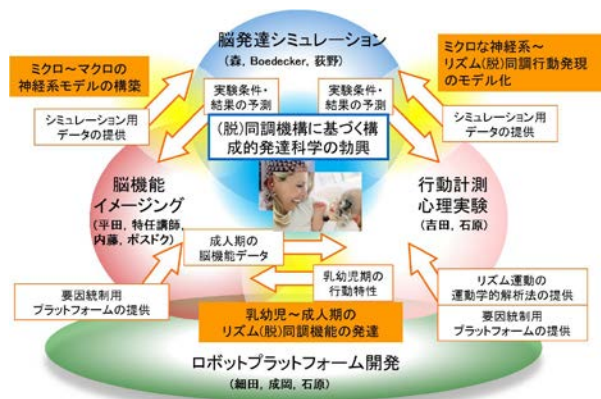 脳発達シミュレーション
(森, Boedecker, 荻野)
ミクロ～マクロの
神経系モデルの構築
ミクロな神経系～
リズム(脱)同調行動発現
のモデル化
実験条件・
結果の予測
実験条件・
結果の予測
シミュレーション用
データの提供
シミュレーション用
データの提供
(脱)同調機構に基づく構
成的発達科学の勃興
脳機能
イメージング
(平田, 特任講師,
内藤, ポスドク)
行動計測
心理実験
(吉田, 石原)
成人期の
脳機能データ
乳幼児期の
行動特性
要因統制用
プラットフォームの提供
リズム運動の
運動学的解析法の提供
要因統制用
プラットフォームの提供
乳幼児～成人期の
リズム(脱)同調機能の発達
ロボットプラットフォーム開発
(細田, 成岡, 石原)